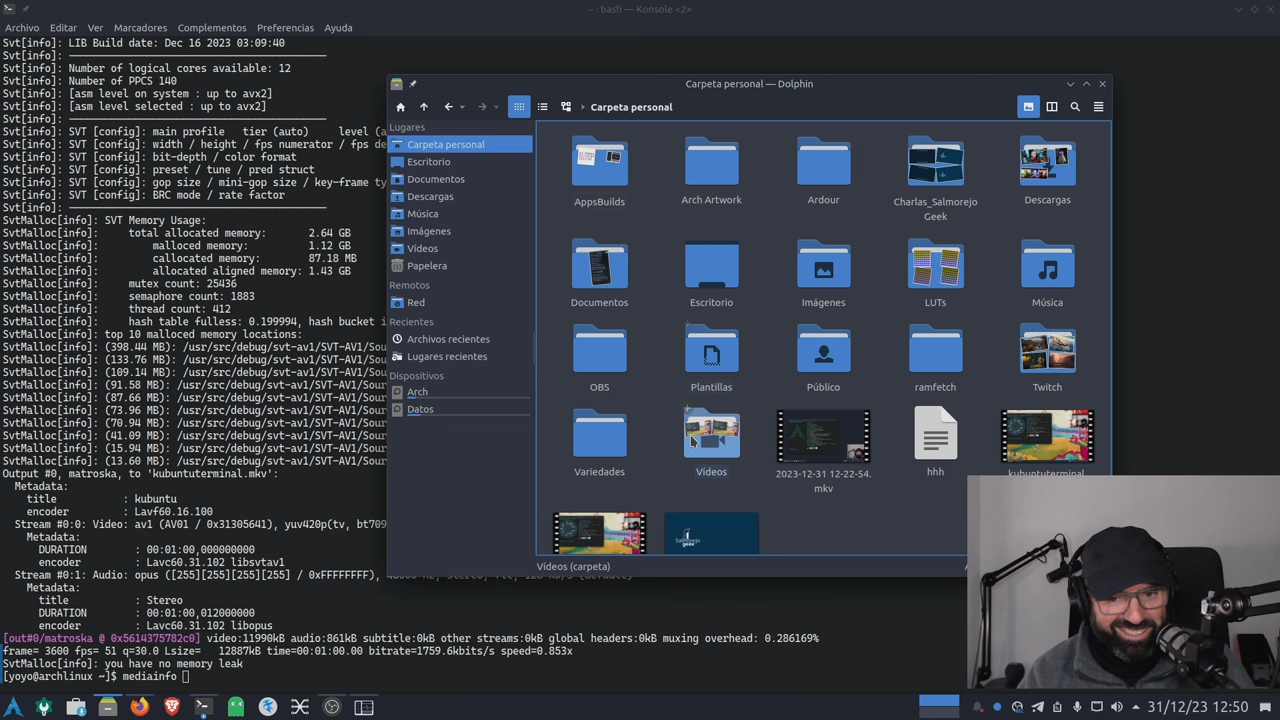 ~ : bash — Konsole <2>
Archivo Editar Ver Marcadores Complementos Preferencias Ayuda
Svt[info]: LIB Build date: Dec 16 2023 03:09:40
Svt[info]: -------------------------------------------
Svt[info]: Number of logical cores available: 12
Svt[info]: Number of PPCS 140
Svt[info]: [asm level on system : up to avx2]
Svt[info]: [asm level selected : up to avx2]
Svt[info]: -------------------------------------------
Svt[info]: SVT [config]: main profile tier (auto) level (a
Svt[info]: SVT [config]: width / height / fps numerator / fps de
Svt[info]: SVT [config]: bit-depth / color format
Svt[info]: SVT [config]: preset / tune / pred struct
Svt[info]: SVT [config]: gop size / mini-gop size / key-frame ty
Svt[info]: SVT [config]: BRC mode / rate factor
Svt[info]: -------------------------------------------
SvtMalloc[info]: SVT Memory Usage:
SvtMalloc[info]: total allocated memory: 2.64 GB
SvtMalloc[info]: malloced memory: 1.12 GB
SvtMalloc[info]: callocated memory: 87.18 MB
SvtMalloc[info]: allocated aligned memory: 1.43 GB
SvtMalloc[info]: mutex count: 25436
SvtMalloc[info]: semaphore count: 1883
SvtMalloc[info]: thread count: 412
SvtMalloc[info]: hash table fulless: 0.199994, hash bucket i
SvtMalloc[info]: top 10 malloced memory locations:
SvtMalloc[info]: (398.44 MB): /usr/src/debug/svt-av1/SVT-AV1/Sou
SvtMalloc[info]: (133.76 MB): /usr/src/debug/svt-av1/SVT-AV1/Sou
SvtMalloc[info]: (109.14 MB): /usr/src/debug/svt-av1/SVT-AV1/Sou
SvtMalloc[info]: (91.58 MB): /usr/src/debug/svt-av1/SVT-AV1/Sour
SvtMalloc[info]: (87.66 MB): /usr/src/debug/svt-av1/SVT-AV1/Sour
SvtMalloc[info]: (73.96 MB): /usr/src/debug/svt-av1/SVT-AV1/Sour
SvtMalloc[info]: (70.94 MB): /usr/src/debug/svt-av1/SVT-AV1/Sour
SvtMalloc[info]: (41.09 MB): /usr/src/debug/svt-av1/SVT-AV1/Sour
SvtMalloc[info]: (15.94 MB): /usr/src/debug/svt-av1/SVT-AV1/Sour
SvtMalloc[info]: (13.60 MB): /usr/src/debug/svt-av1/SVT-AV1/Sour
Output #0, matroska, to 'kubuntuterminal.mkv':
Metadata:
title : kubuntu
encoder : Lavf60.16.100
Stream #0:0: Video: av1 (AV01 / 0x31305641), yuv420p(tv, bt709
Metadata:
DURATION : 00:01:00,000000000
encoder : Lavc60.31.102 libsvtav1
Stream #0:1: Audio: opus ([255][255][255][255] / 0xFFFFFFFF),
Metadata:
title : Stereo
DURATION : 00:01:00,012000000
encoder : Lavc60.31.102 libopus
[out#0/matroska @ 0x5614375782c0] video:11990kB audio:861kB subtitle:0kB other streams:0kB global headers:0kB muxing overhead: 0.286169%
frame= 3600 fps= 51 q=30.0 Lsize= 12887kB time=00:01:00.00 bitrate=1759.6kbits/s speed=0.853x
SvtMalloc[info]: you have no memory leak
[yoyo@archlinux ~]$ mediainfo
Carpeta personal — Dolphin
Carpeta personal
Lugares
Carpeta personal
Escritorio
Documentos
Descargas
Música
Imágenes
Vídeos
Papelera
Remotos
Red
Recientes
Archivos recientes
Lugares recientes
Dispositivos
Arch
Datos
AppsBuilds
Arch Artwork
Ardour
Charlas_Salmorejo
Geek
Descargas
Documentos
Escritorio
Imágenes
LUTs
Música
OBS
Plantillas
Público
ramfetch
Twitch
Variedades
Vídeos
2023-12-31 12-22-54.
mkv
hhh
kubuntuterminal.
Salmorejo
geek
Vídeos (carpeta)
31/12/23 12:50